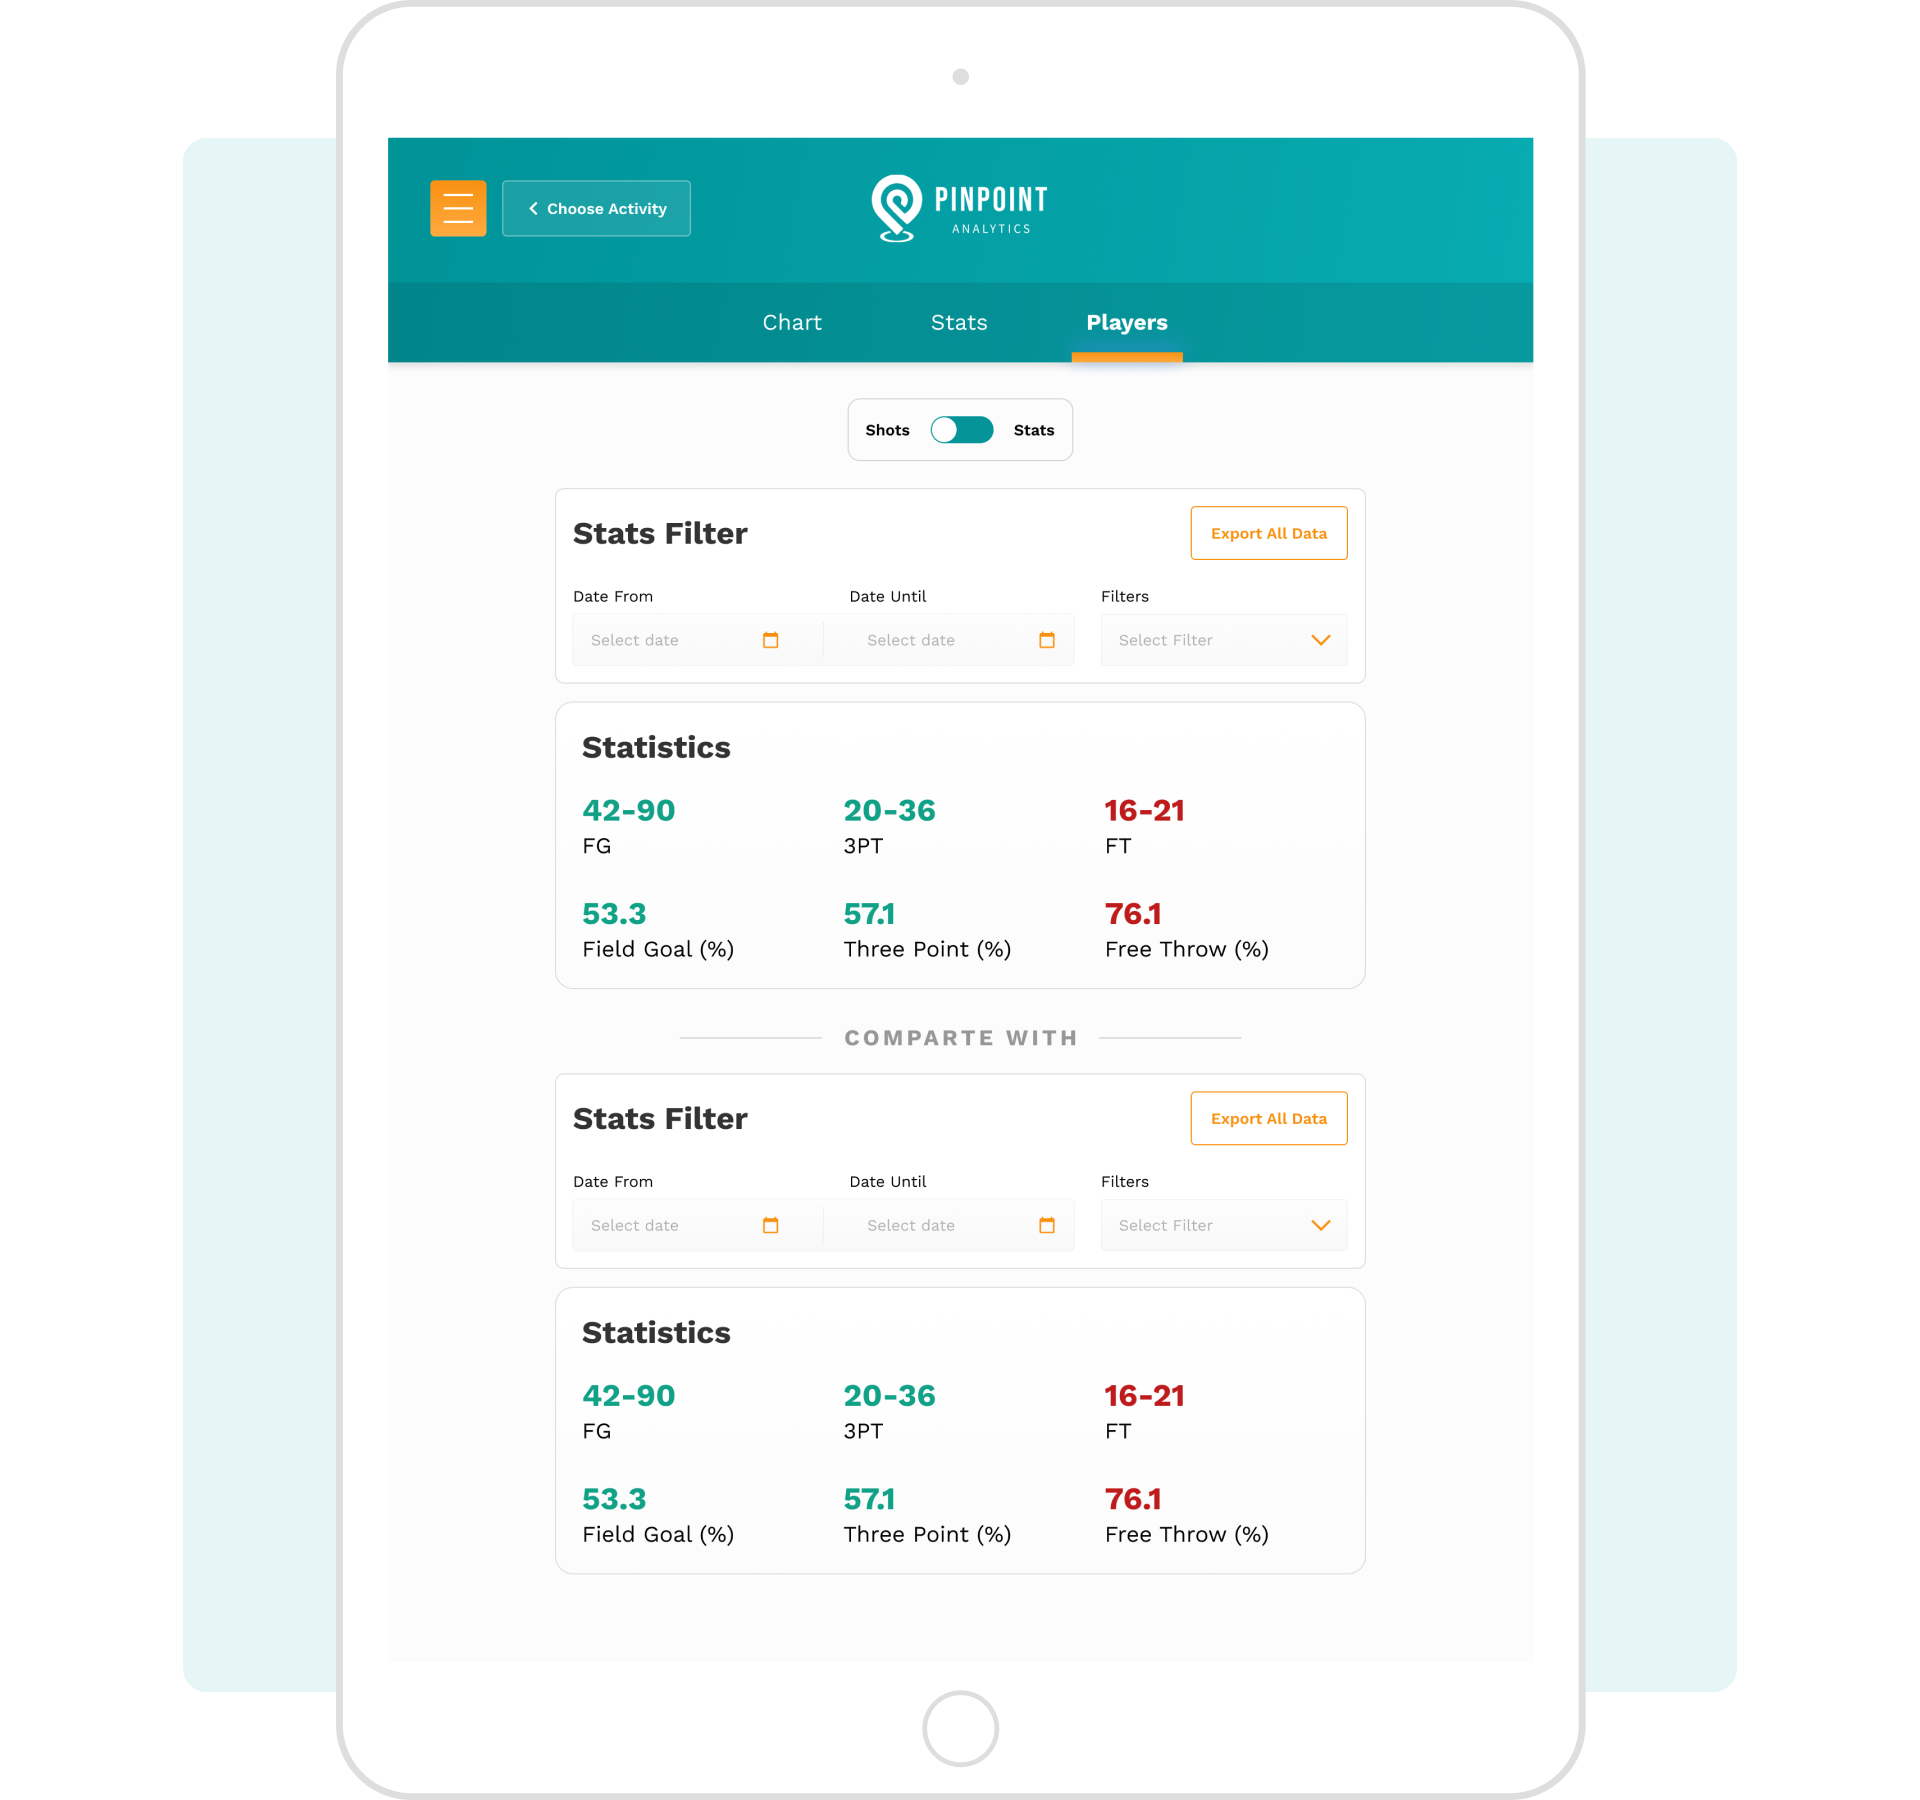 Choose Activity
PINPOINT
ANALYTICS
Chart Stats Players
Shots Stats
Stats Filter Export All Data
Date From Date Until Filters
Select date Select date Select Filter
Statistics
42-90 20-36 16-21
FG 3PT FT
53.3 57.1 76.1
Field Goal (%) Three Point (%) Free Throw (%)
COMPARTE WITH
Stats Filter Export All Data
Date From Date Until Filters
Select date Select date Select Filter
Statistics
42-90 20-36 16-21
FG 3PT FT
53.3 57.1 76.1
Field Goal (%) Three Point (%) Free Throw (%)